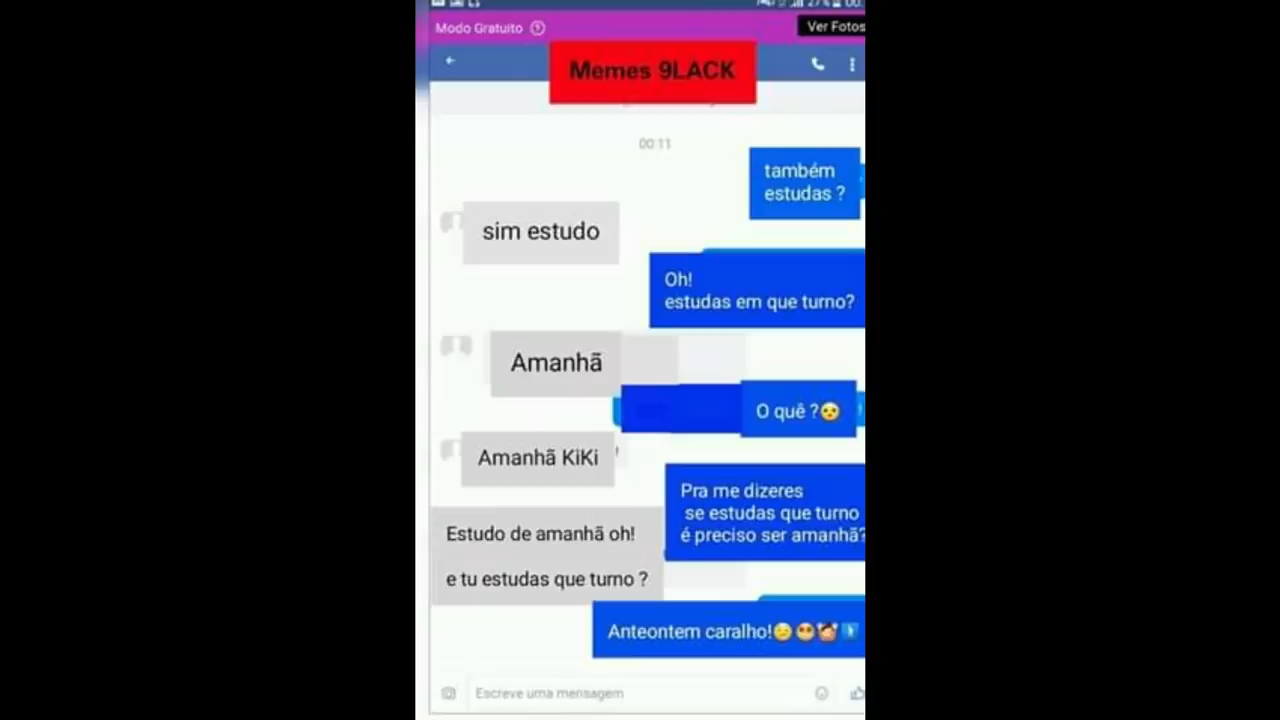 Modo Gratuito
Ver Fotos
Memes 9LACK
00:11
também
estudas ?
sim estudo
Oh!
estudas em que turno?
Amanhã
O quê ?😟
Amanhã KiKi
Pra me dizeres
se estudas que turno
é preciso ser amanhã?
Estudo de amanhã oh!
e tu estudas que turno ?
Anteontem caralho!
Escreve uma mensagem